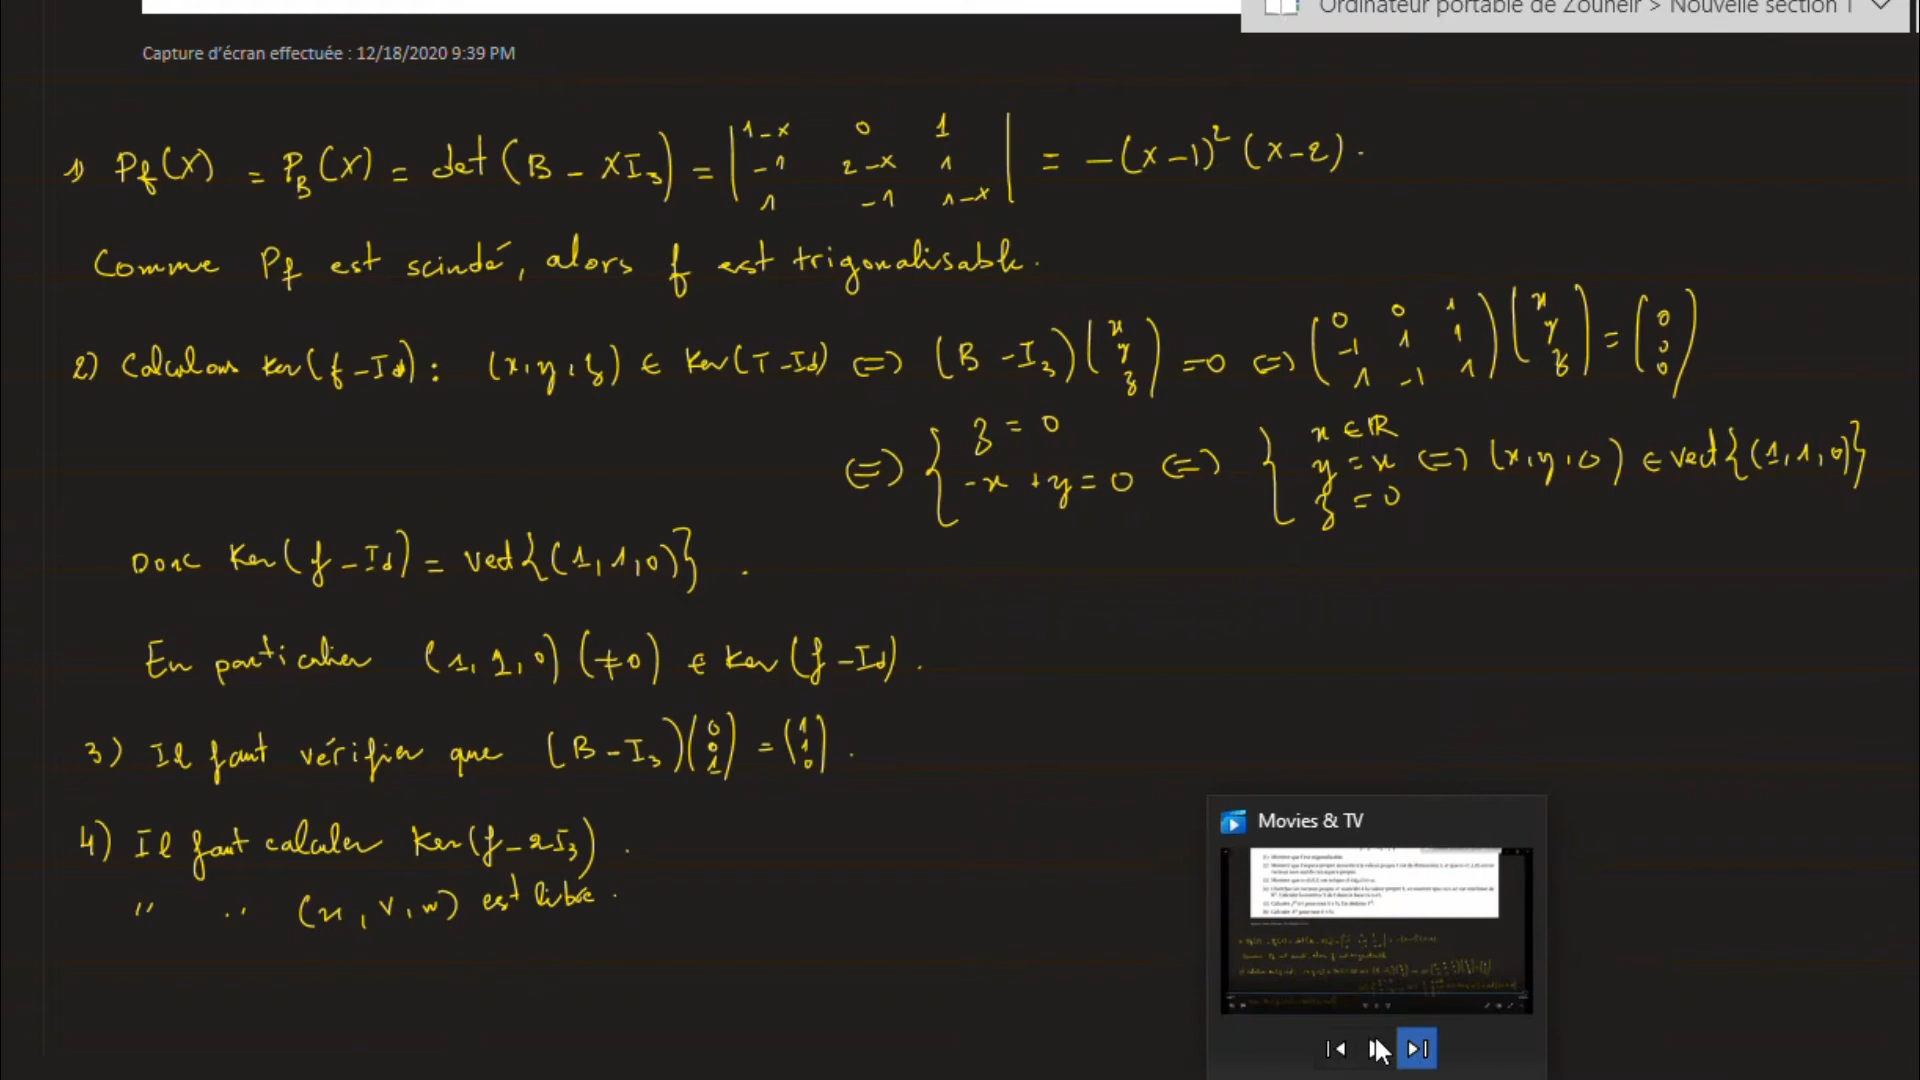 Ordinateur portable de Zouheir > Nouvelle section 1
Capture d'écran effectuée : 12/18/2020 9:39 PM
1) Pf(X) = P_B(X) = det(B - XI₃) = |1-x 0 1; -1 2-x 1; 1 -1 1-x| = -(x-1)²(x-2).
Comme Pf est scindé, alors f est trigonalisable.
2) Calculons Ker(f-Id) : (x,y,z) ∈ Ker(T-Id) ⟺ (B-I₃)(x y z) = 0 ⟺ (0 0 1; -1 1 1; 1 -1 1)(x y z) = (0 0 0)
⟺ { z = 0; -x + y = 0 ⟺ { x ∈ ℝ; y = x; z = 0 ⟺ (x,y,0) ∈ vect{(1,1,0)}
Donc Ker(f-Id) = vect{(1,1,0)}.
En particulier (1,1,0) (≠0) ∈ Ker(f-Id).
3) Il faut vérifier que (B-I₃)(0 0 1) = (1 1 0).
4) Il faut calculer Ker(f-2I₃).
" " (u, v, w) est libre.
Movies & TV